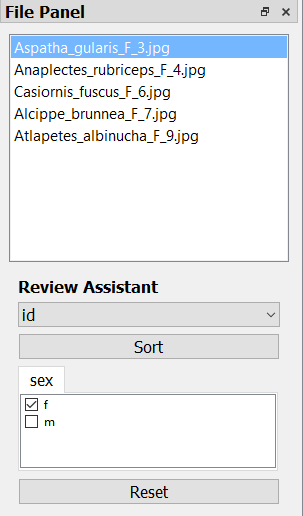 File Panel
Aspatha_gularis_F_3.jpg
Anaplectes_rubriceps_F_4.jpg
Casiornis_fuscus_F_6.jpg
Alcippe_brunnea_F_7.jpg
Atlapetes_albinucha_F_9.jpg
Review Assistant
id
Sort
sex
f
m
Reset